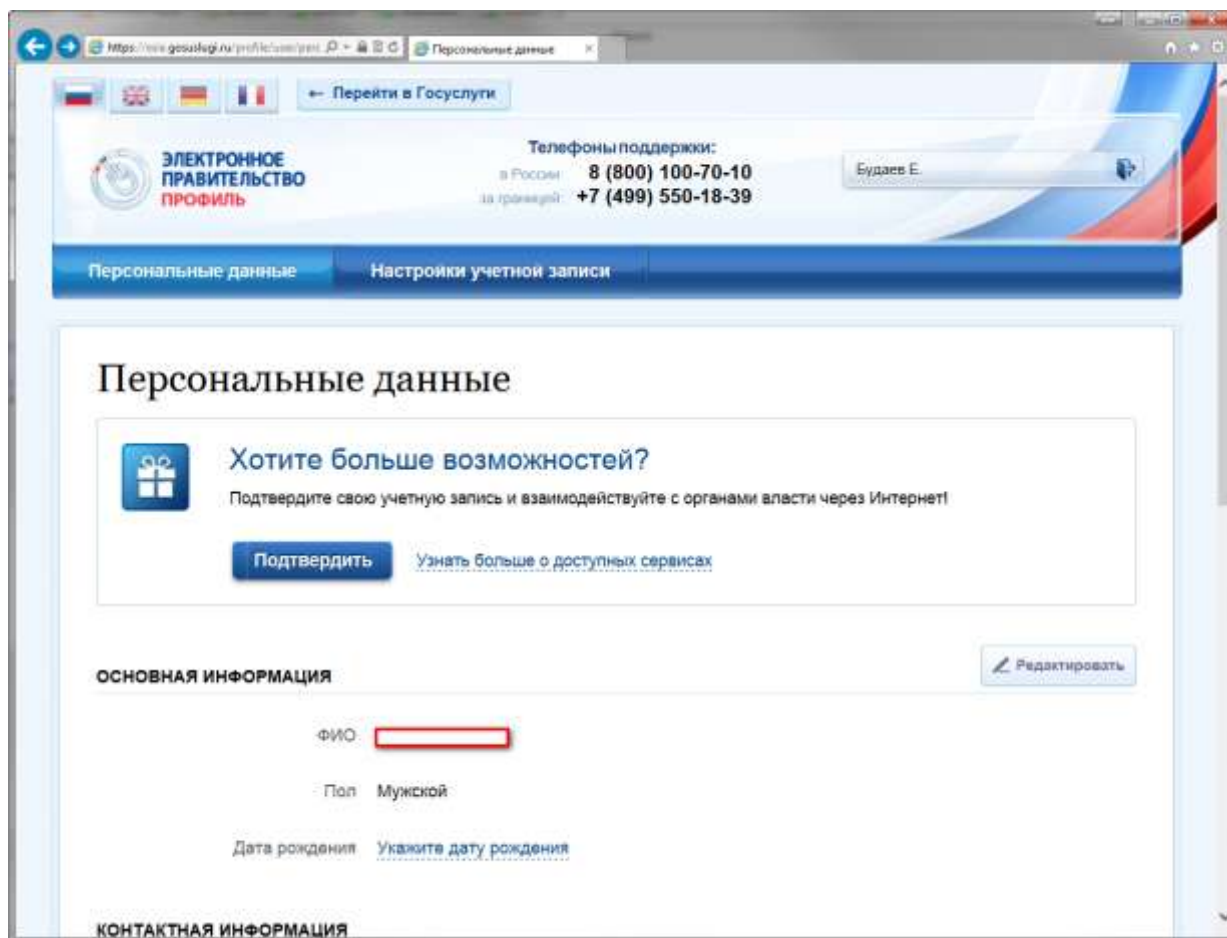 Персональные данные
← Перейти в Госуслуги
ЭЛЕКТРОННОЕ
ПРАВИТЕЛЬСТВО
ПРОФИЛЬ
Телефоны поддержки:
в России: 8 (800) 100-70-10
за границей: +7 (499) 550-18-39
Будаев Е.
Персональные данные Настройки учетной записи
Персональные данные
Хотите больше возможностей?
Подтвердите свою учетную запись и взаимодействуйте с органами власти через Интернет!
Подтвердить Узнать больше о доступных сервисах
ОСНОВНАЯ ИНФОРМАЦИЯ Редактировать
ФИО
Пол Мужской
Дата рождения Укажите дату рождения
КОНТАКТНАЯ ИНФОРМАЦИЯ